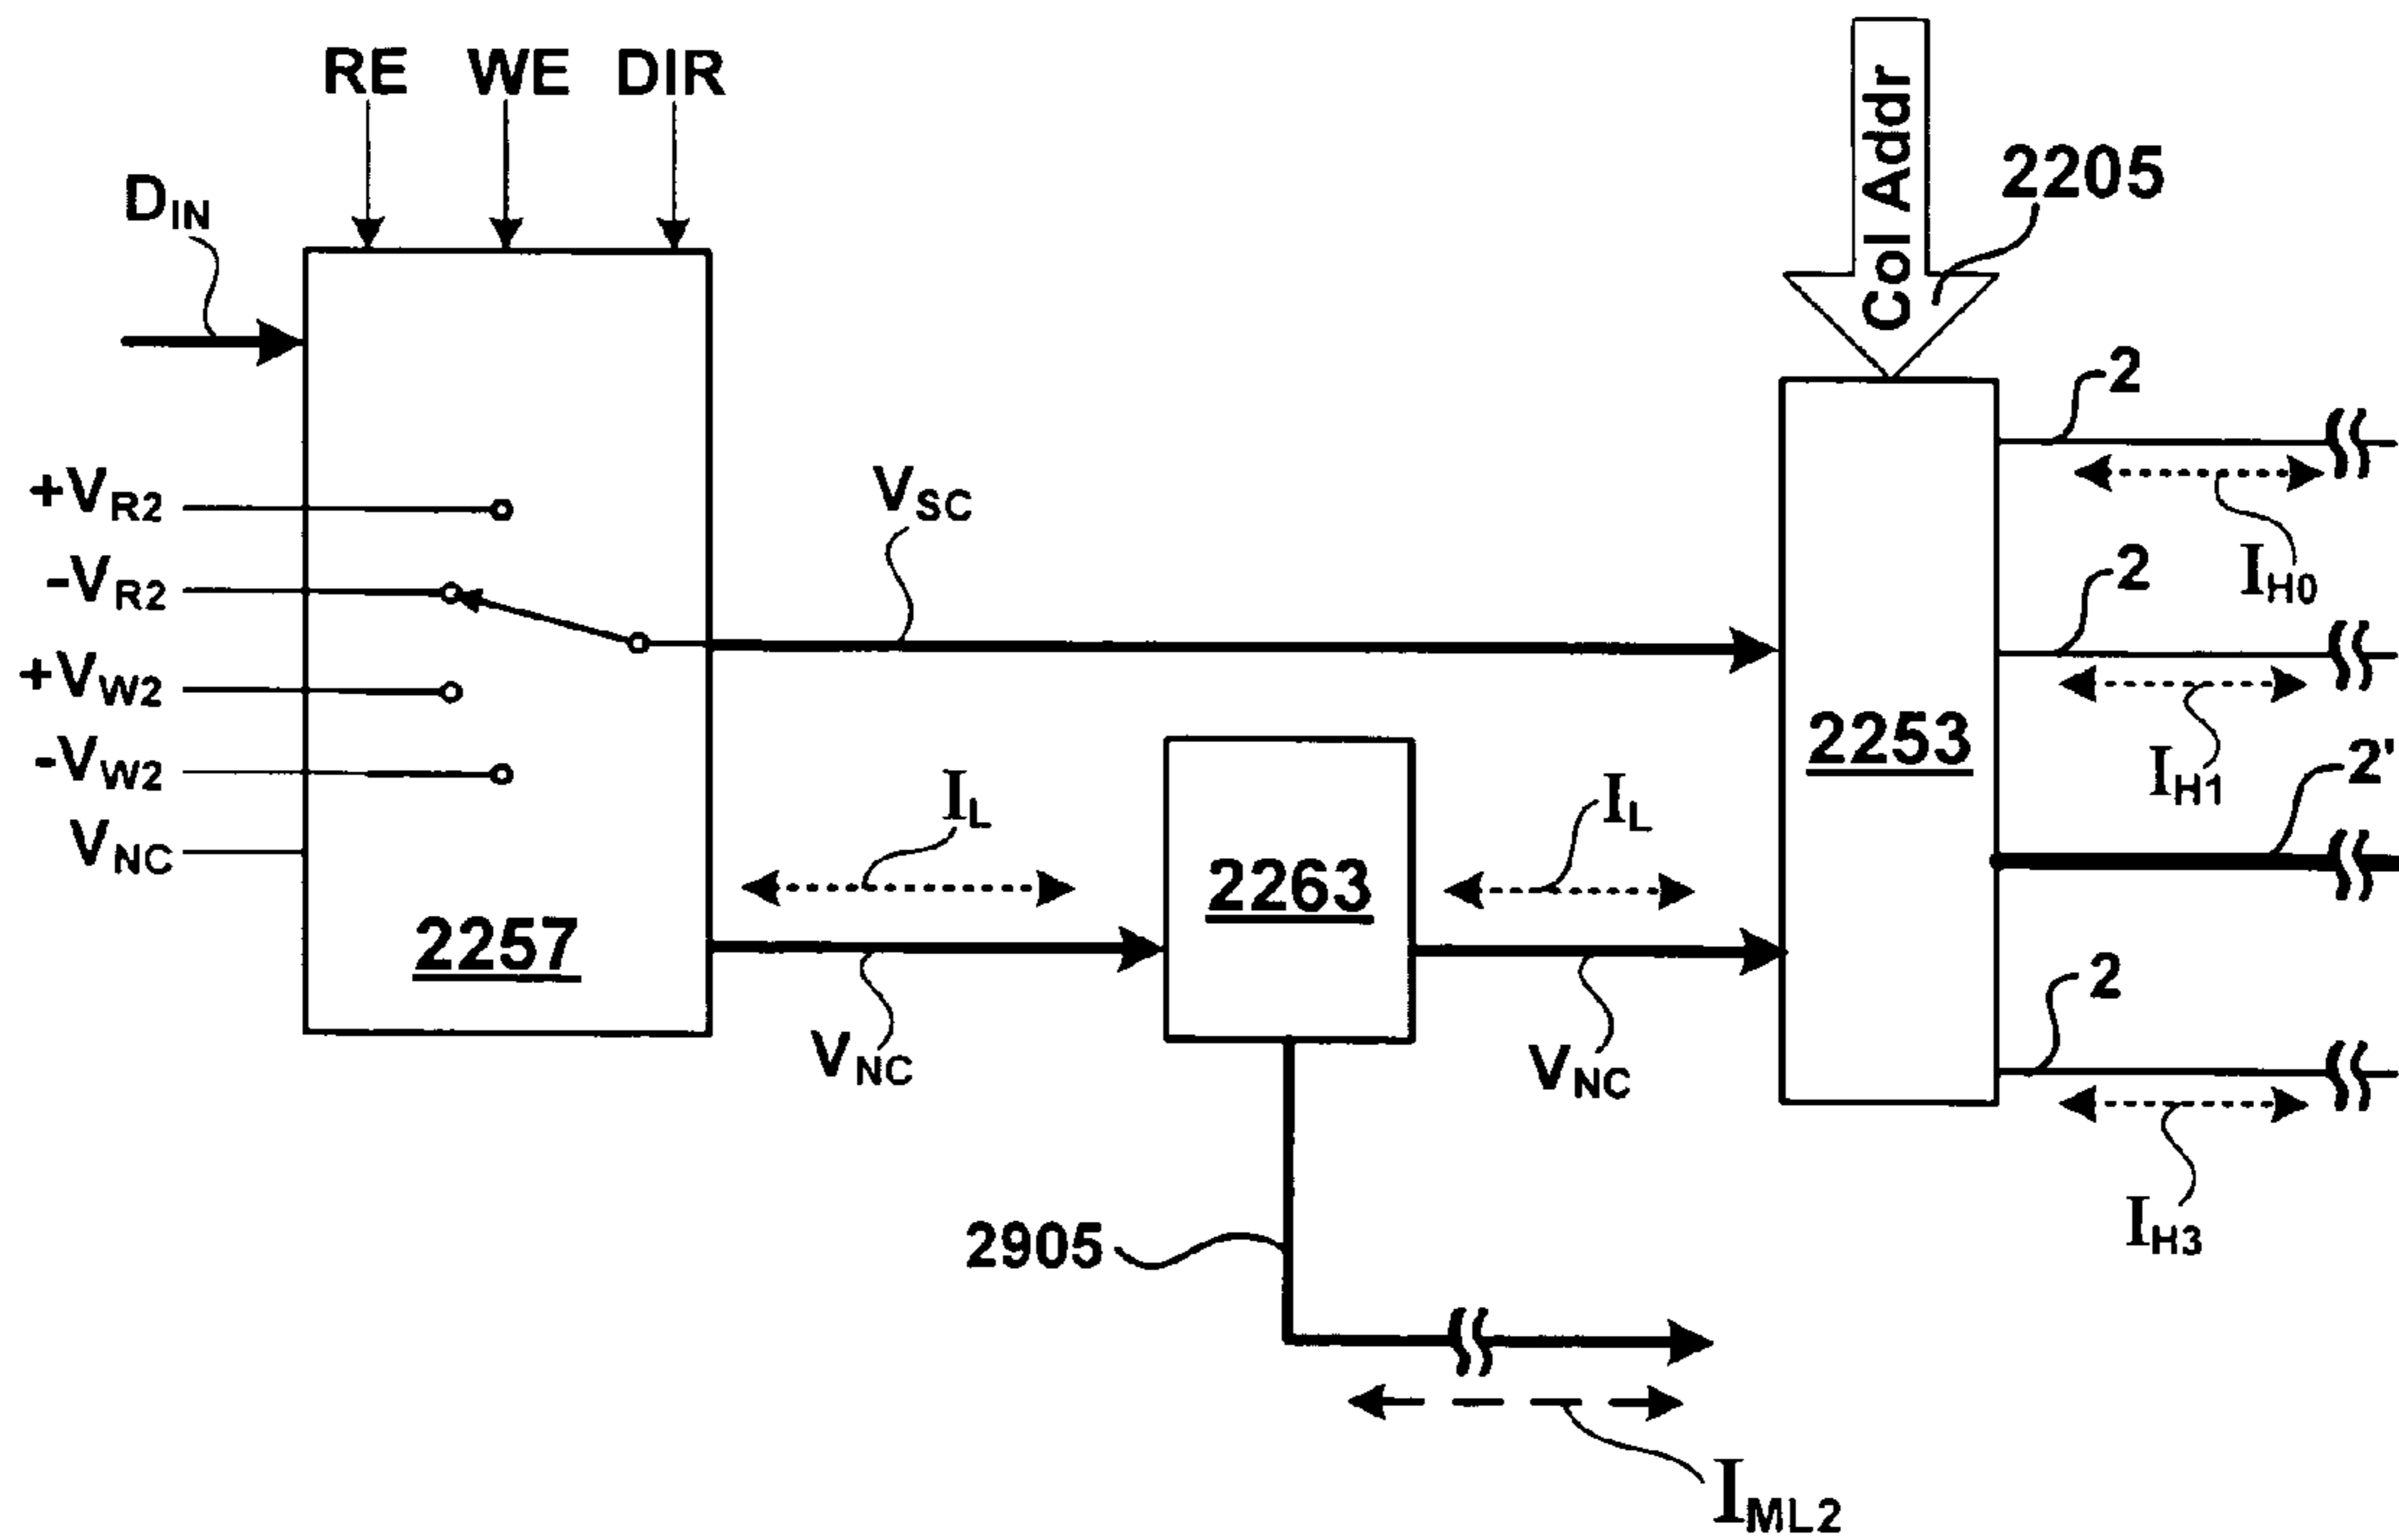 RE WE DIR
Col Addr
2205
DIN
2
+VR2
VSC
IH0
-VR2
2
+VW2
2253
IH1
-VW2
IL
IL
2'
VNC
2263
2257
2
VNC
VNC
2905
IH3
IML2